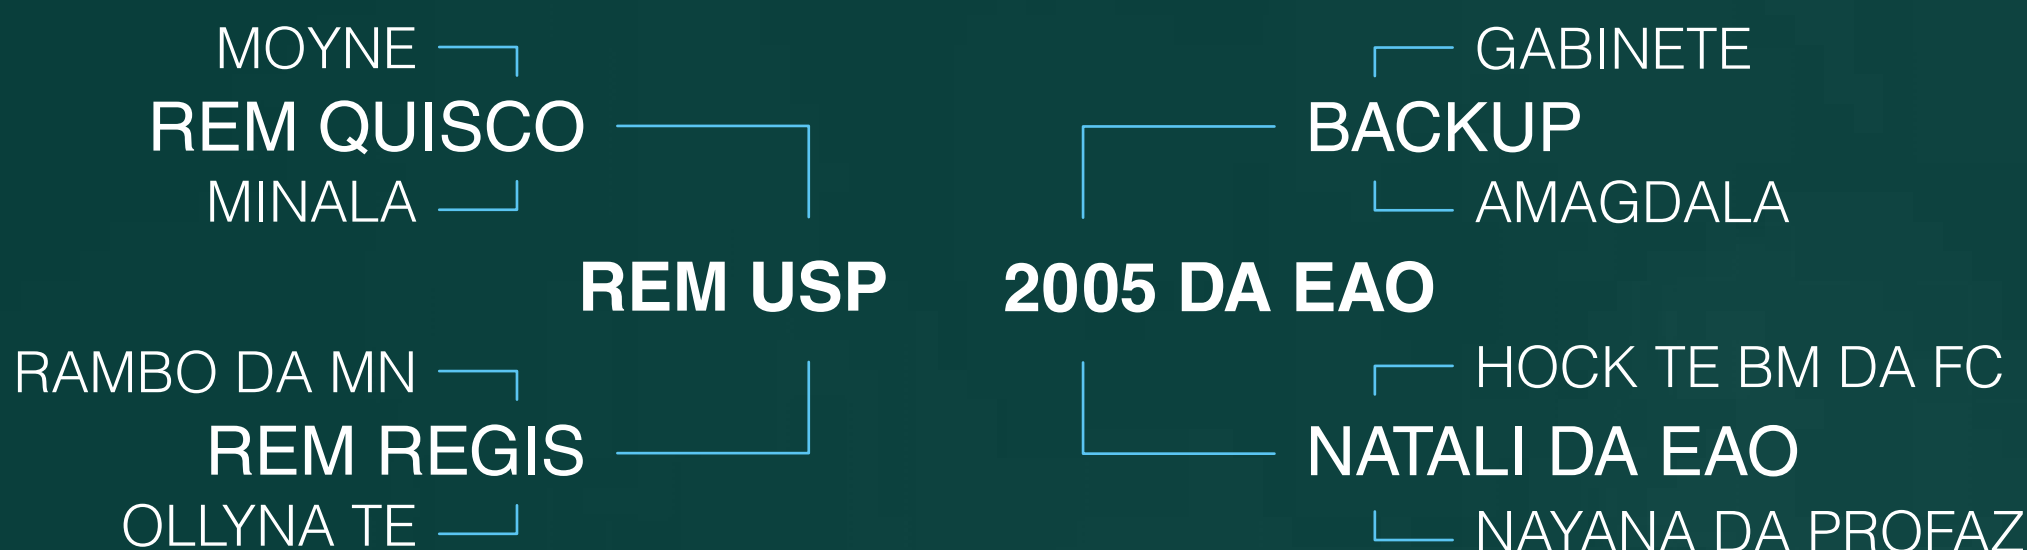 MOYNE
REM QUISCO
MINALA
REM USP
RAMBO DA MN
REM REGIS
OLLYNA TE
GABINETE
BACKUP
AMAGDALA
2005 DA EAO
HOCK TE BM DA FC
NATALI DA EAO
NAYANA DA PROFAZ